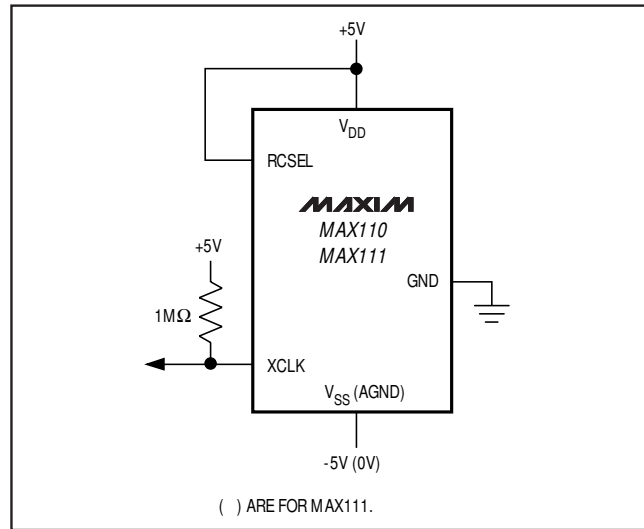 +5V
VDD
RCSEL
MAXIM
MAX110
MAX111
+5V
GND
1MΩ
XCLK
VSS (AGND)
-5V (0V)
( ) ARE FOR MAX111.